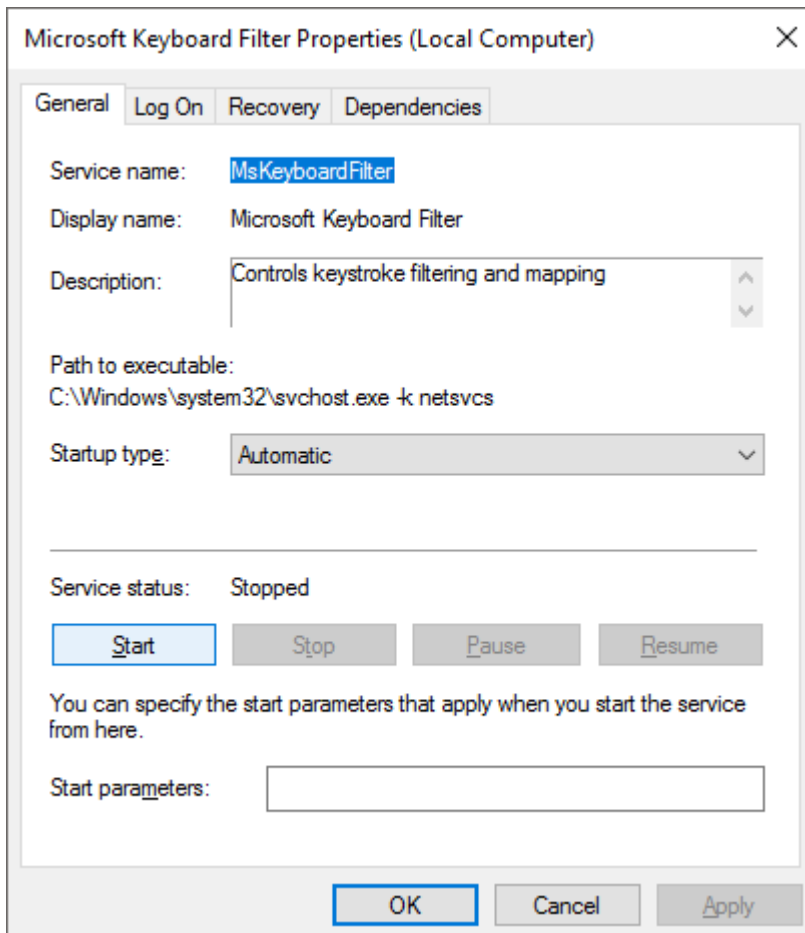 Microsoft Keyboard Filter Properties (Local Computer)
General Log On Recovery Dependencies
Service name: MsKeyboardFilter
Display name: Microsoft Keyboard Filter
Description: Controls keystroke filtering and mapping
Path to executable:
C:\Windows\system32\svchost.exe -k netsvcs
Startup type: Automatic
Service status: Stopped
Start Stop Pause Resume
You can specify the start parameters that apply when you start the service
from here.
Start parameters:
OK Cancel Apply